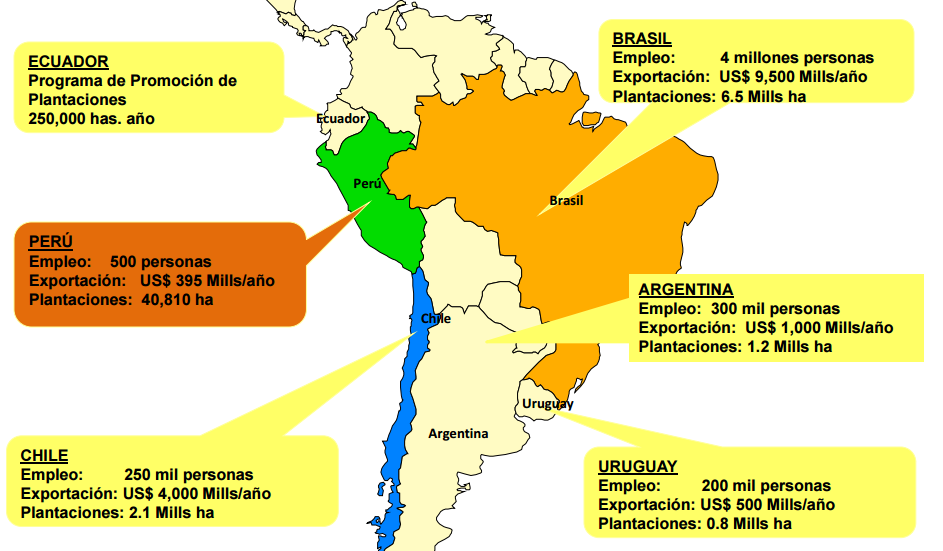 ECUADOR
Programa de Promoción de
Plantaciones
250,000 has. año
BRASIL
Empleo: 4 millones personas
Exportación: US$ 9,500 Mills/año
Plantaciones: 6.5 Mills ha
Ecuador
Perú
Brasil
PERÚ
Empleo: 500 personas
Exportación: US$ 395 Mills/año
Plantaciones: 40,810 ha
ARGENTINA
Empleo: 300 mil personas
Exportación: US$ 1,000 Mills/año
Plantaciones: 1.2 Mills ha
Chile
Uruguay
Argentina
CHILE
Empleo: 250 mil personas
Exportación: US$ 4,000 Mills/año
Plantaciones: 2.1 Mills ha
URUGUAY
Empleo: 200 mil personas
Exportación: US$ 500 Mills/año
Plantaciones: 0.8 Mills ha